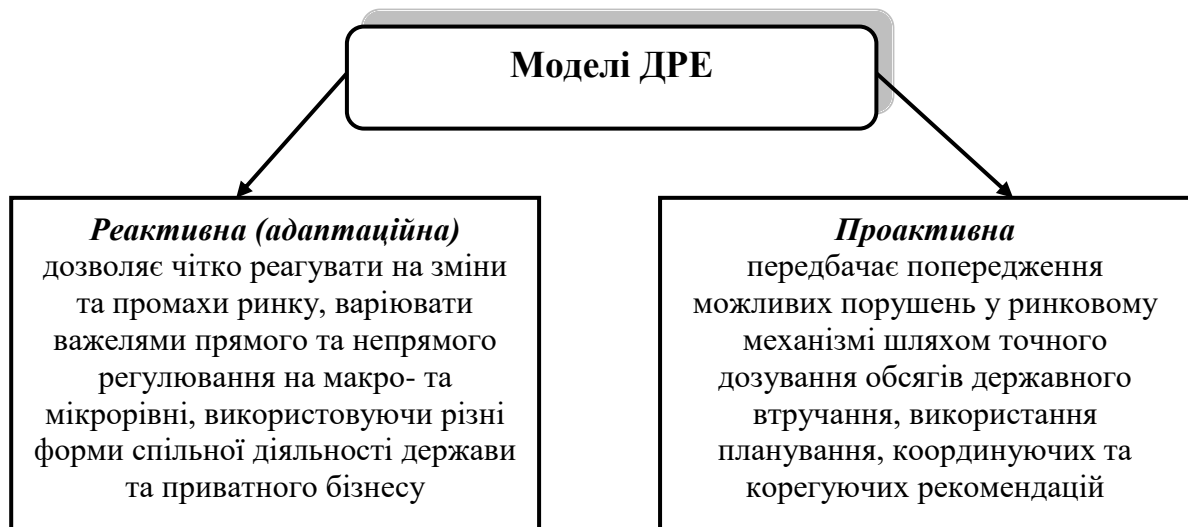 Моделі ДРЕ
Реактивна (адаптаційна)
дозволяє чітко реагувати на зміни
та промахи ринку, варіювати
важелями прямого та непрямого
регулювання на макро- та
мікрорівні, використовуючи різні
форми спільної діяльності держави
та приватного бізнесу
Проактивна
передбачає попередження
можливих порушень у ринковому
механізмі шляхом точного
дозування обсягів державного
втручання, використання
планування, координуючих та
корегуючих рекомендацій